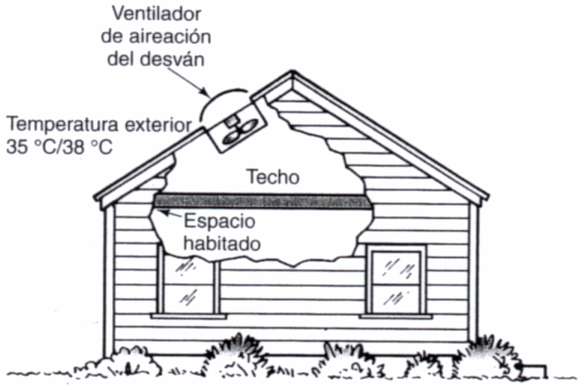 Ventilador
de aireación
del desván
Temperatura exterior
35 °C/38 °C
Techo
Espacio
habitado